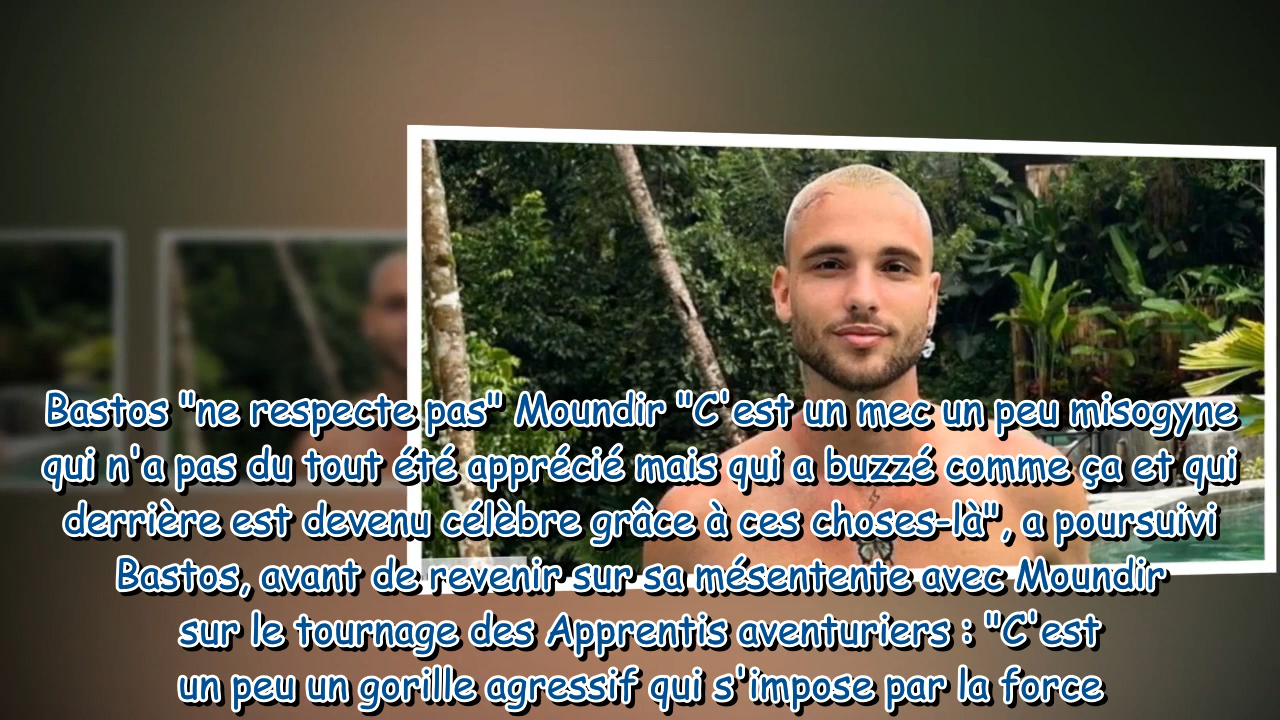 Bastos "ne respecte pas" Moundir "C'est un mec un peu misogyne
qui n'a pas du tout été apprécié mais qui a buzzé comme ça et qui
derrière est devenu célèbre grâce à ces choses-là", a poursuivi
Bastos, avant de revenir sur sa mésentente avec Moundir
sur le tournage des Apprentis aventuriers : "C'est
un peu un gorille agressif qui s'impose par la force